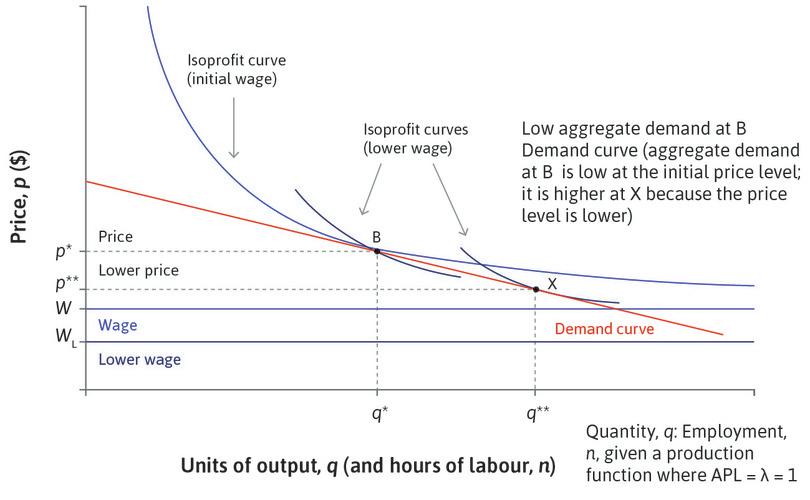 Isoprofit curve
(initial wage)
Isoprofit curves
(lower wage)
Low aggregate demand at B
Demand curve (aggregate demand
at B is low at the initial price level;
it is higher at X because the price
level is lower)
Price, p ($)
B
Price
p*
Lower price
p**
X
W
Wage
Demand curve
W_L
Lower wage
q*
q**
Units of output, q (and hours of labour, n)
Quantity, q: Employment,
n, given a production
function where APL = λ = 1